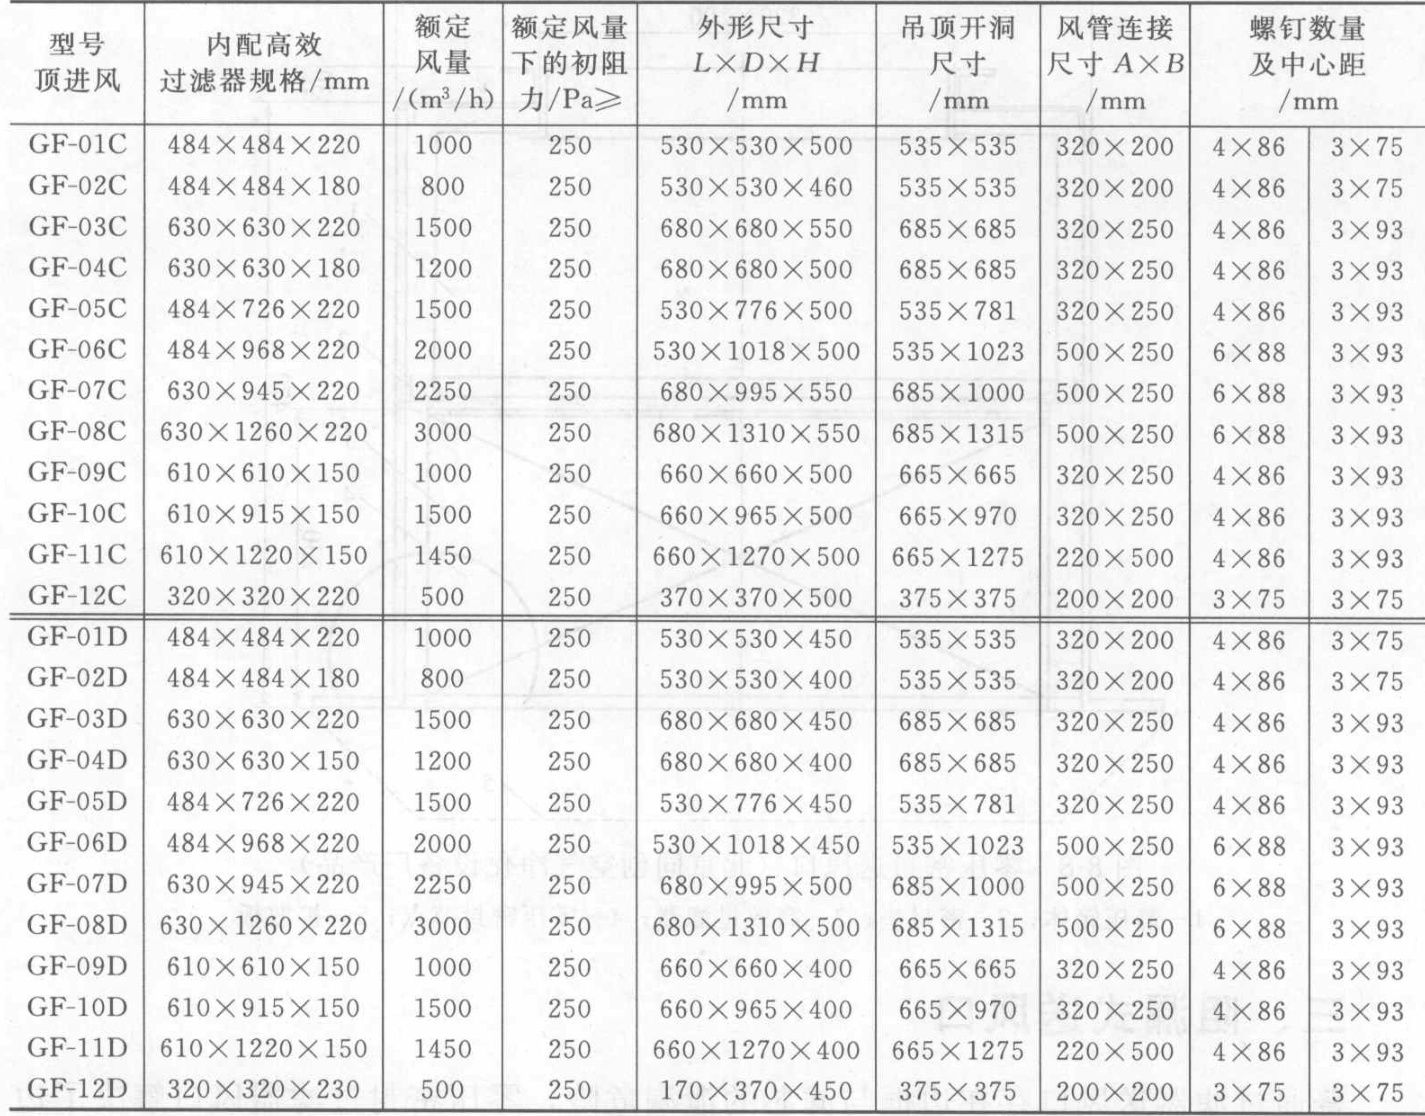 型号 顶进风 内配高效 过滤器规格/mm 额定 风量 /(m³/h) 额定风量 下的初阻 力/Pa≥ 外形尺寸 L×D×H /mm 吊顶开洞 尺寸 /mm 风管连接 尺寸 A×B /mm 螺钉数量 及中心距 /mm
GF-01C 484×484×220 1000 250 530×530×500 535×535 320×200 4×86 3×75
GF-02C 484×484×180 800 250 530×530×460 535×535 320×200 4×86 3×75
GF-03C 630×630×220 1500 250 680×680×550 685×685 320×250 4×86 3×93
GF-04C 630×630×180 1200 250 680×680×500 685×685 320×250 4×86 3×93
GF-05C 484×726×220 1500 250 530×776×500 535×781 320×250 4×86 3×93
GF-06C 484×968×220 2000 250 530×1018×500 535×1023 500×250 6×88 3×93
GF-07C 630×945×220 2250 250 680×995×550 685×1000 500×250 6×88 3×93
GF-08C 630×1260×220 3000 250 680×1310×550 685×1315 500×250 6×88 3×93
GF-09C 610×610×150 1000 250 660×660×500 665×665 320×250 4×86 3×93
GF-10C 610×915×150 1500 250 660×965×500 665×970 320×250 4×86 3×93
GF-11C 610×1220×150 1450 250 660×1270×500 665×1275 220×500 4×86 3×93
GF-12C 320×320×220 500 250 370×370×500 375×375 200×200 3×75 3×75
GF-01D 484×484×220 1000 250 530×530×450 535×535 320×200 4×86 3×75
GF-02D 484×484×180 800 250 530×530×400 535×535 320×200 4×86 3×75
GF-03D 630×630×220 1500 250 680×680×450 685×685 320×250 4×86 3×93
GF-04D 630×630×150 1200 250 680×680×400 685×685 320×250 4×86 3×93
GF-05D 484×726×220 1500 250 530×776×450 535×781 320×250 4×86 3×93
GF-06D 484×968×220 2000 250 530×1018×450 535×1023 500×250 6×88 3×93
GF-07D 630×945×220 2250 250 680×995×500 685×1000 500×250 6×88 3×93
GF-08D 630×1260×220 3000 250 680×1310×500 685×1315 500×250 6×88 3×93
GF-09D 610×610×150 1000 250 660×660×400 665×665 320×250 4×86 3×93
GF-10D 610×915×150 1500 250 660×965×400 665×970 320×250 4×86 3×93
GF-11D 610×1220×150 1450 250 660×1270×400 665×1275 220×500 4×86 3×93
GF-12D 320×320×230 500 250 170×370×450 375×375 200×200 3×75 3×75